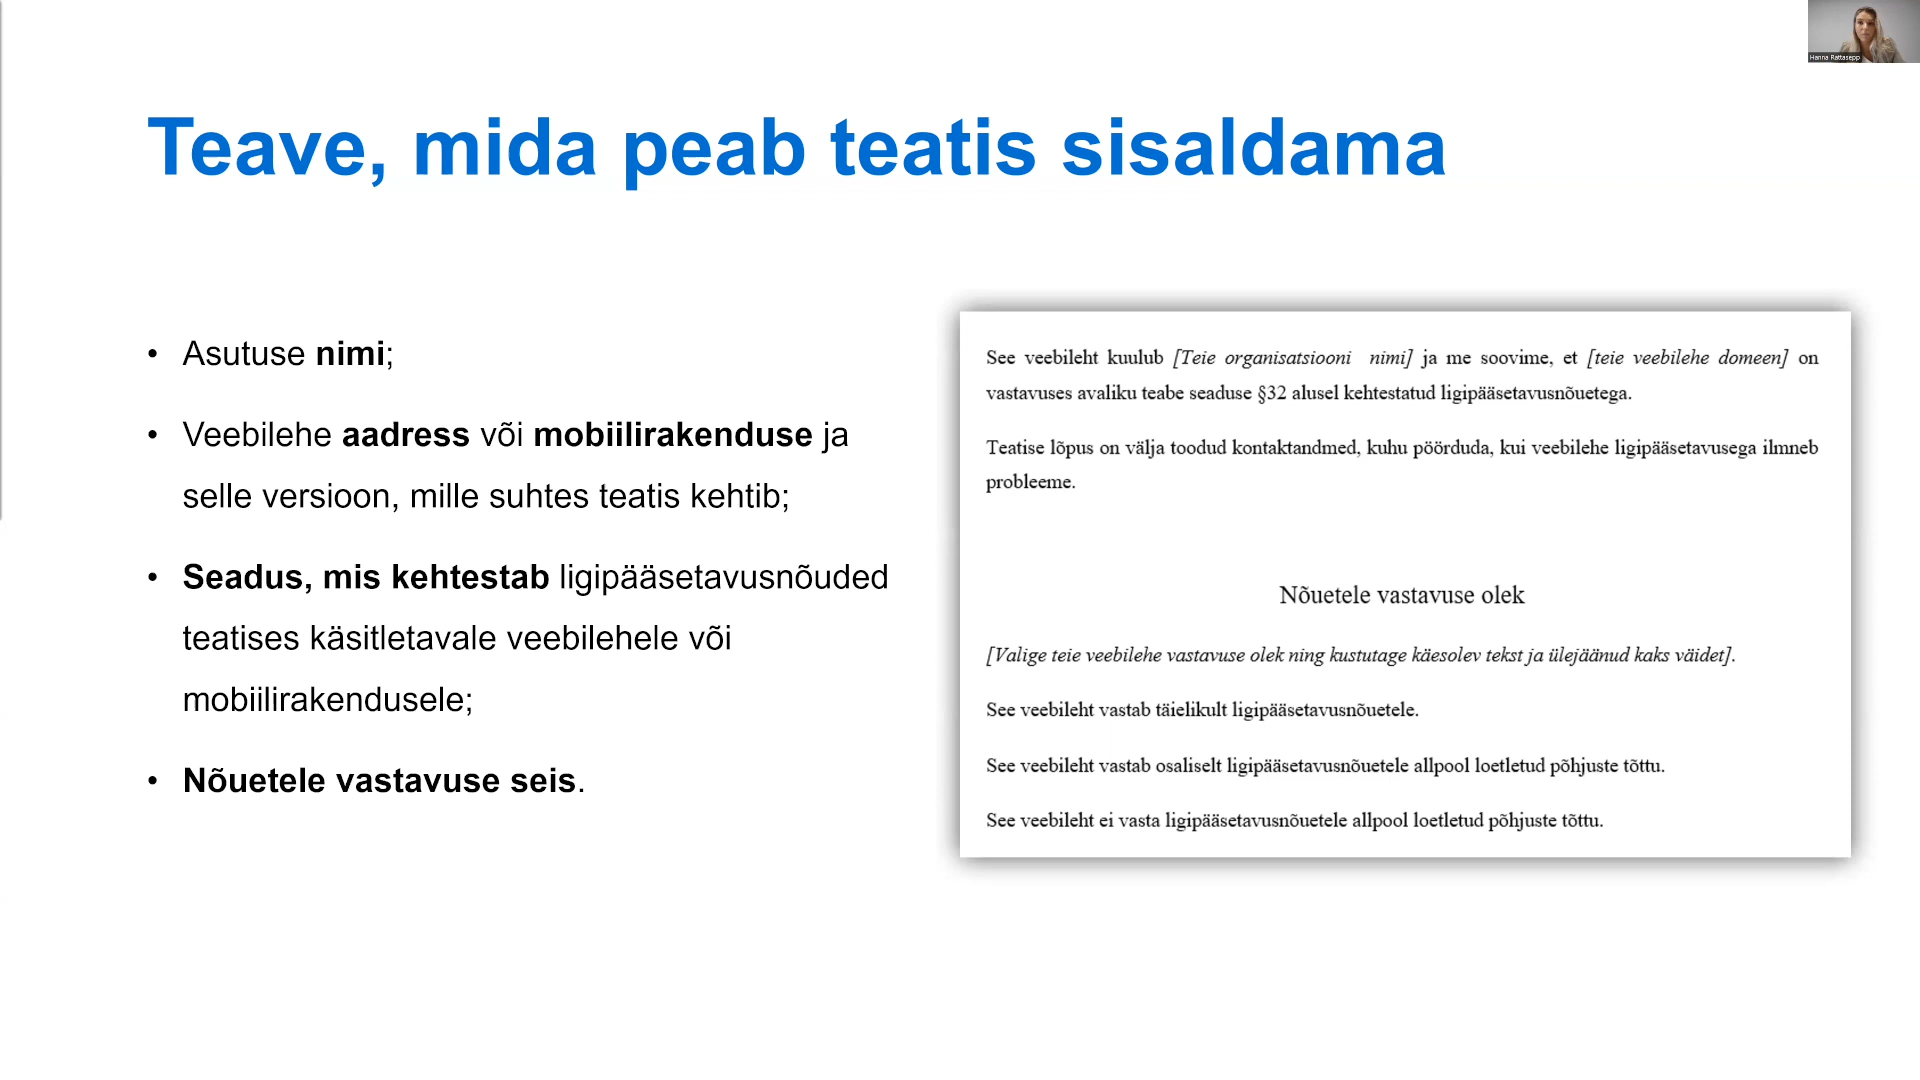 Hanna Rattasepp
Teave, mida peab teatis sisaldama
• Asutuse nimi;
• Veebilehe aadress või mobiilirakenduse ja
selle versioon, mille suhtes teatis kehtib;
• Seadus, mis kehtestab ligipääsetavusnõuded
teatises käsitletavale veebilehele või
mobiilirakendusele;
• Nõuetele vastavuse seis.
See veebileht kuulub [Teie organisatsiooni nimi] ja me soovime, et [teie veebilehe domeen] on
vastavuses avaliku teabe seaduse §32 alusel kehtestatud ligipääsetavusnõuetega.
Teatise lõpus on välja toodud kontaktandmed, kuhu pöörduda, kui veebilehe ligipääsetavusega ilmneb
probleeme.
Nõuetele vastavuse olek
[Valige teie veebilehe vastavuse olek ning kustutage käesolev tekst ja ülejäänud kaks väidet].
See veebileht vastab täielikult ligipääsetavusnõuetele.
See veebileht vastab osaliselt ligipääsetavusnõuetele allpool loetletud põhjuste tõttu.
See veebileht ei vasta ligipääsetavusnõuetele allpool loetletud põhjuste tõttu.